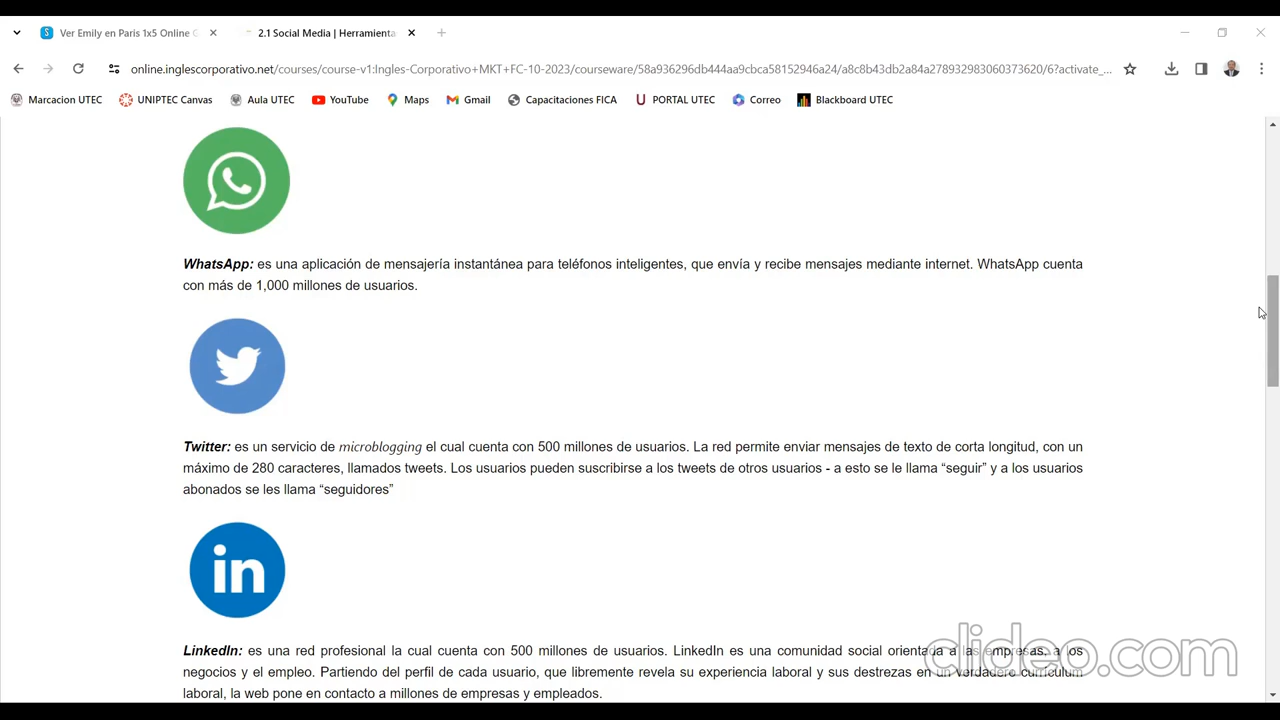 Ver Emily en París 1x5 Online G
2.1 Social Media | Herramienta
online.inglescorporativo.net/courses/course-v1:Ingles-Corporativo+MKT+FC-10-2023/courseware/58a936296db444aa9cbca58152946a24/a8c8b43db2a84a278932983060373620/6?activate_...
Marcacion UTEC UNIPTEC Canvas Aula UTEC YouTube Maps Gmail Capacitaciones FICA PORTAL UTEC Correo Blackboard UTEC
WhatsApp: es una aplicación de mensajería instantánea para teléfonos inteligentes, que envía y recibe mensajes mediante internet. WhatsApp cuenta
con más de 1,000 millones de usuarios.
Twitter: es un servicio de microblogging el cual cuenta con 500 millones de usuarios. La red permite enviar mensajes de texto de corta longitud, con un
máximo de 280 caracteres, llamados tweets. Los usuarios pueden suscribirse a los tweets de otros usuarios - a esto se le llama “seguir” y a los usuarios
abonados se les llama “seguidores”
in
LinkedIn: es una red profesional la cual cuenta con 500 millones de usuarios. LinkedIn es una comunidad social orientada a las empresas, a los
negocios y el empleo. Partiendo del perfil de cada usuario, que libremente revela su experiencia laboral y sus destrezas en un verdadero currículum
laboral, la web pone en contacto a millones de empresas y empleados.
clideo.com